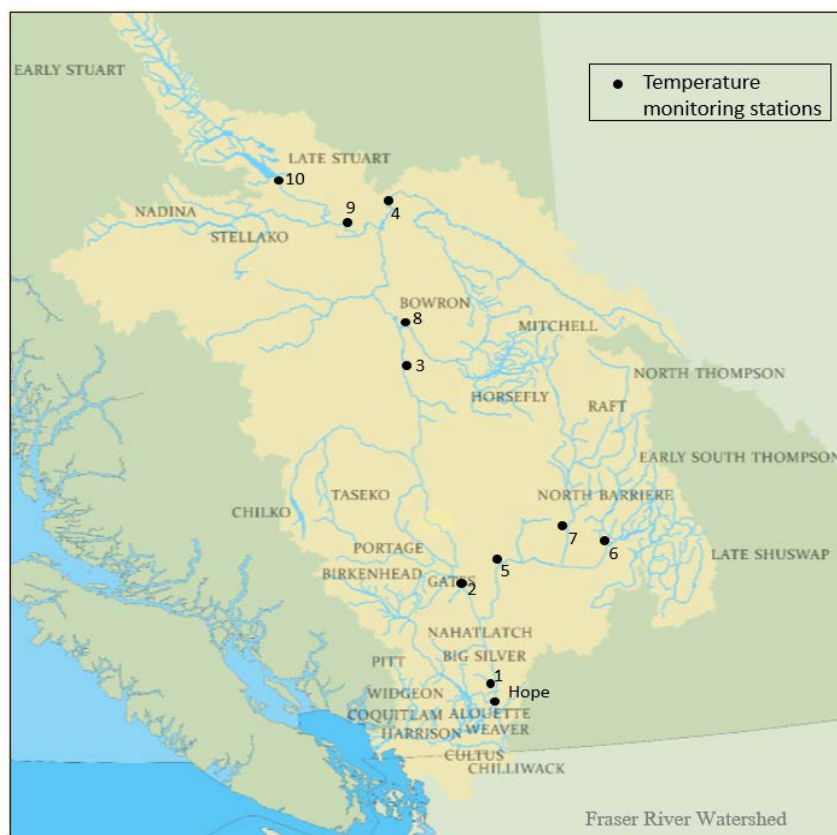 EARLY STUART
Temperature
monitoring stations
LATE STUART
10
NADINA
9
4
STELLAKO
BOWRON
8
MITCHELL
3
NORTH THOMPSON
HORSEFLY
RAFT
EARLY SOUTH THOMPSON
TASEKO
NORTH BARRIERE
CHILKO
7
6
PORTAGE
5
LATE SHUSWAP
BIRKENHEAD
GATES
2
NAHATLATCH
BIG SILVER
PITT
1
WIDGEON
Hope
COQUITLAM
ALOUETTE
HARRISON
WEAVER
CULTUS
CHILLIWACK
Fraser River Watershed